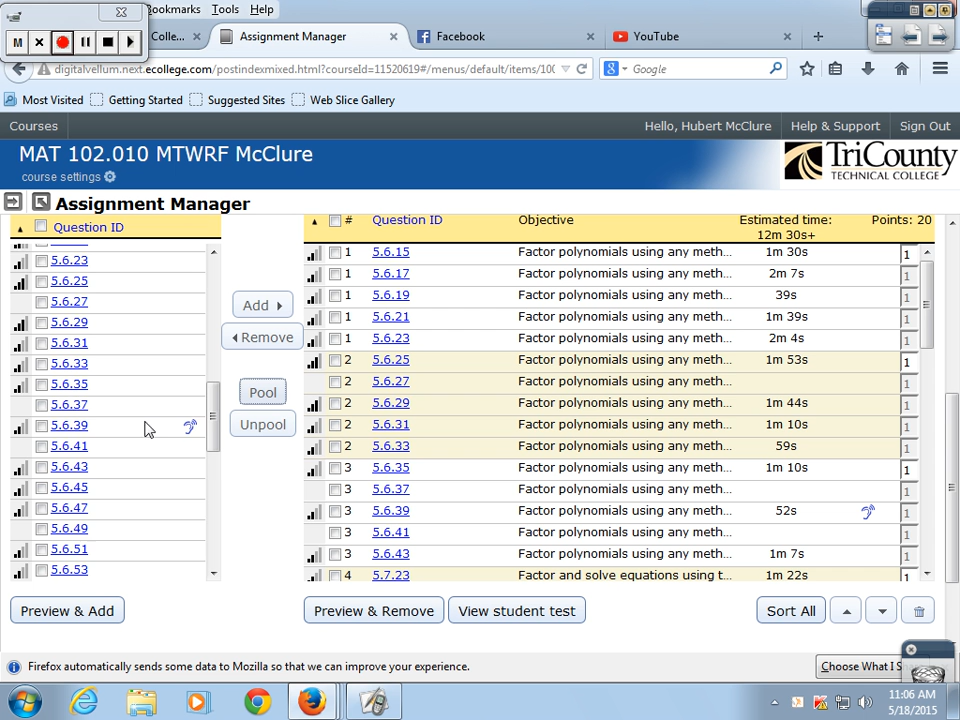 Bookmarks Tools Help
M
Colle...
Assignment Manager
Facebook
YouTube
digitalvellum.next.ecollege.com/postindexmixed.html?courseId=11520619#/menus/default/items/100
Google
Most Visited Getting Started Suggested Sites Web Slice Gallery
Courses
Hello, Hubert McClure Help & Support Sign Out
MAT 102.010 MTWRF McClure
course settings
TriCounty
TECHNICAL COLLEGE
Assignment Manager
Question ID
5.6.23
5.6.25
5.6.27
5.6.29
5.6.31
5.6.33
5.6.35
5.6.37
5.6.39
5.6.41
5.6.43
5.6.45
5.6.47
5.6.49
5.6.51
5.6.53
Add
Remove
Pool
Unpool
# Question ID Objective Estimated time: 12m 30s+ Points: 20
1 5.6.15 Factor polynomials using any meth... 1m 30s 1
1 5.6.17 Factor polynomials using any meth... 2m 7s 1
1 5.6.19 Factor polynomials using any meth... 39s 1
1 5.6.21 Factor polynomials using any meth... 1m 39s 1
1 5.6.23 Factor polynomials using any meth... 2m 4s 1
2 5.6.25 Factor polynomials using any meth... 1m 53s 1
2 5.6.27 Factor polynomials using any meth... 1
2 5.6.29 Factor polynomials using any meth... 1m 44s 1
2 5.6.31 Factor polynomials using any meth... 1m 10s 1
2 5.6.33 Factor polynomials using any meth... 59s 1
3 5.6.35 Factor polynomials using any meth... 1m 10s 1
3 5.6.37 Factor polynomials using any meth... 1
3 5.6.39 Factor polynomials using any meth... 52s 1
3 5.6.41 Factor polynomials using any meth... 1
3 5.6.43 Factor polynomials using any meth... 1m 7s 1
4 5.7.23 Factor and solve equations using t... 1m 22s 1
Preview & Add
Preview & Remove
View student test
Sort All
Firefox automatically sends some data to Mozilla so that we can improve your experience.
Choose What I S
11:06 AM
5/18/2015